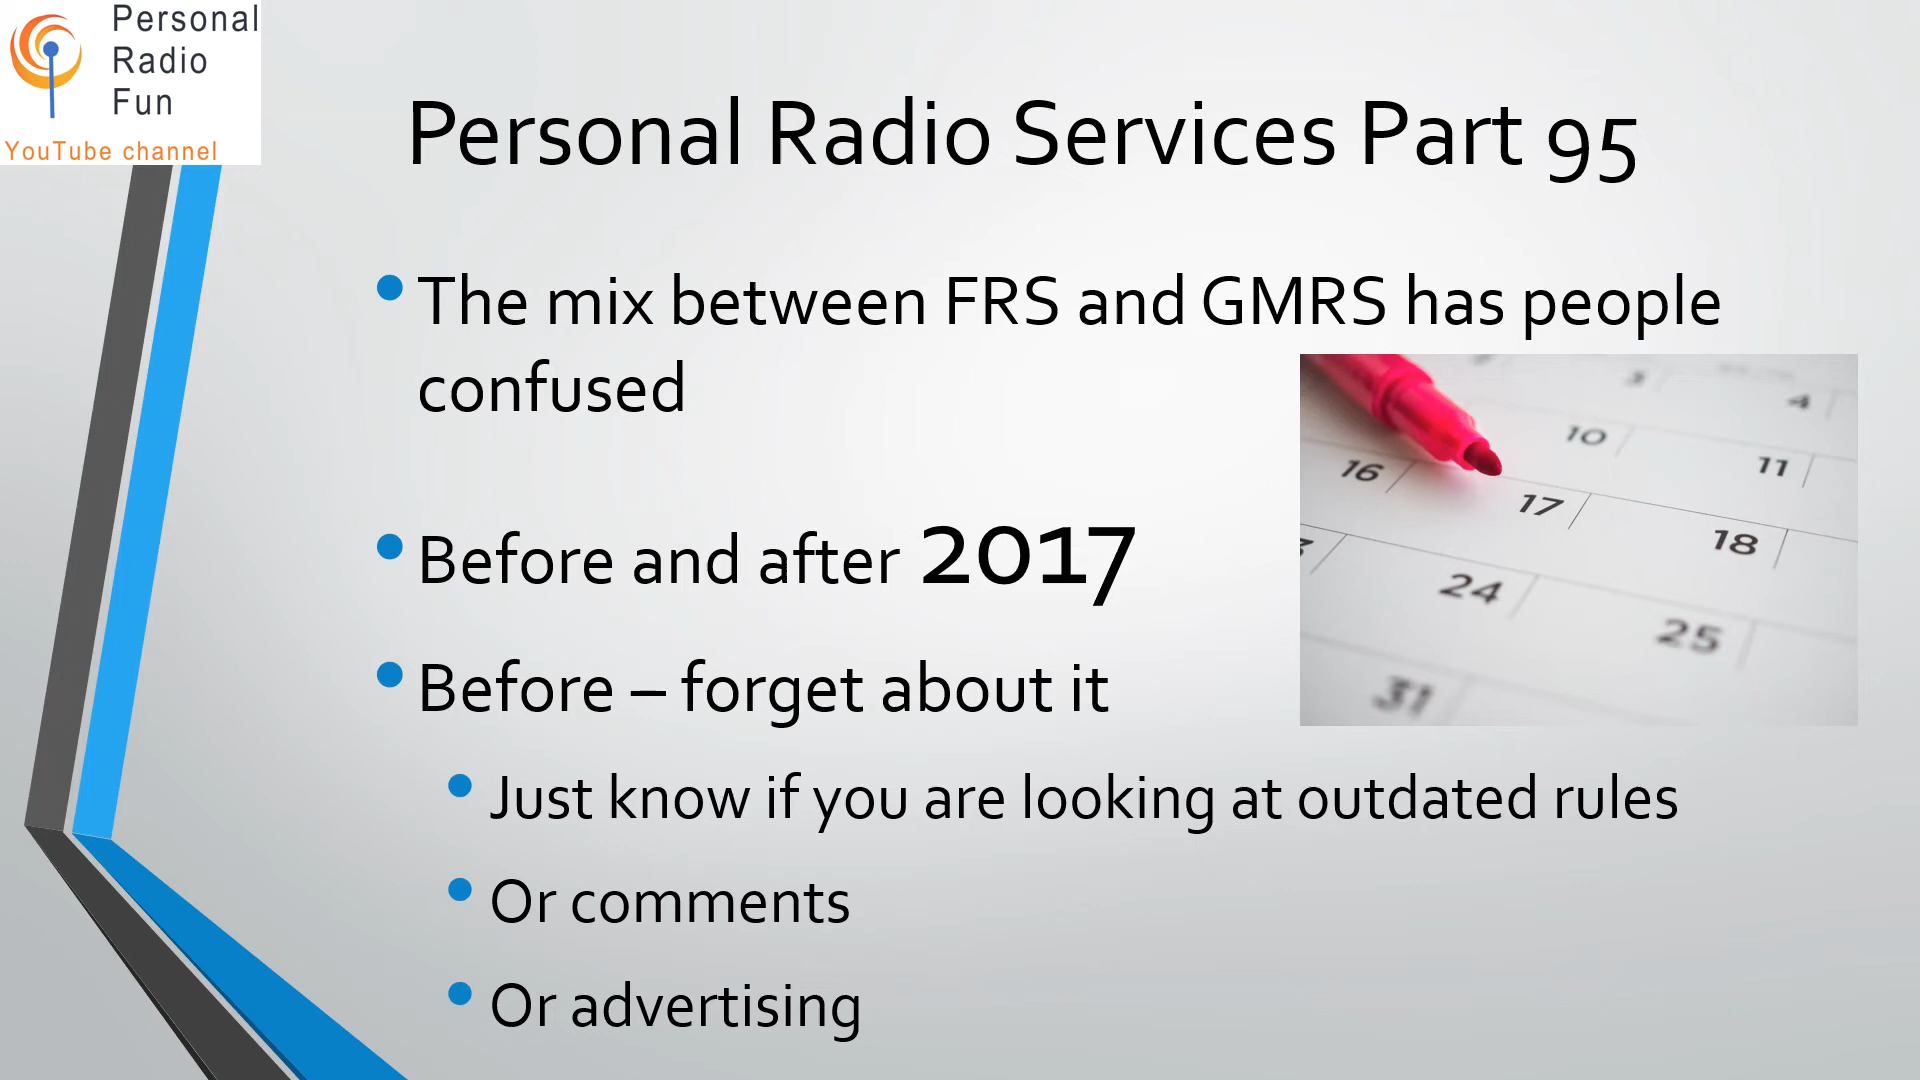 Personal
Radio
Fun
YouTube channel
Personal Radio Services Part 95
The mix between FRS and GMRS has people
confused
Before and after 2017
Before – forget about it
Just know if you are looking at outdated rules
Or comments
Or advertising
3
4
10
11
16
17
18
24
25
31